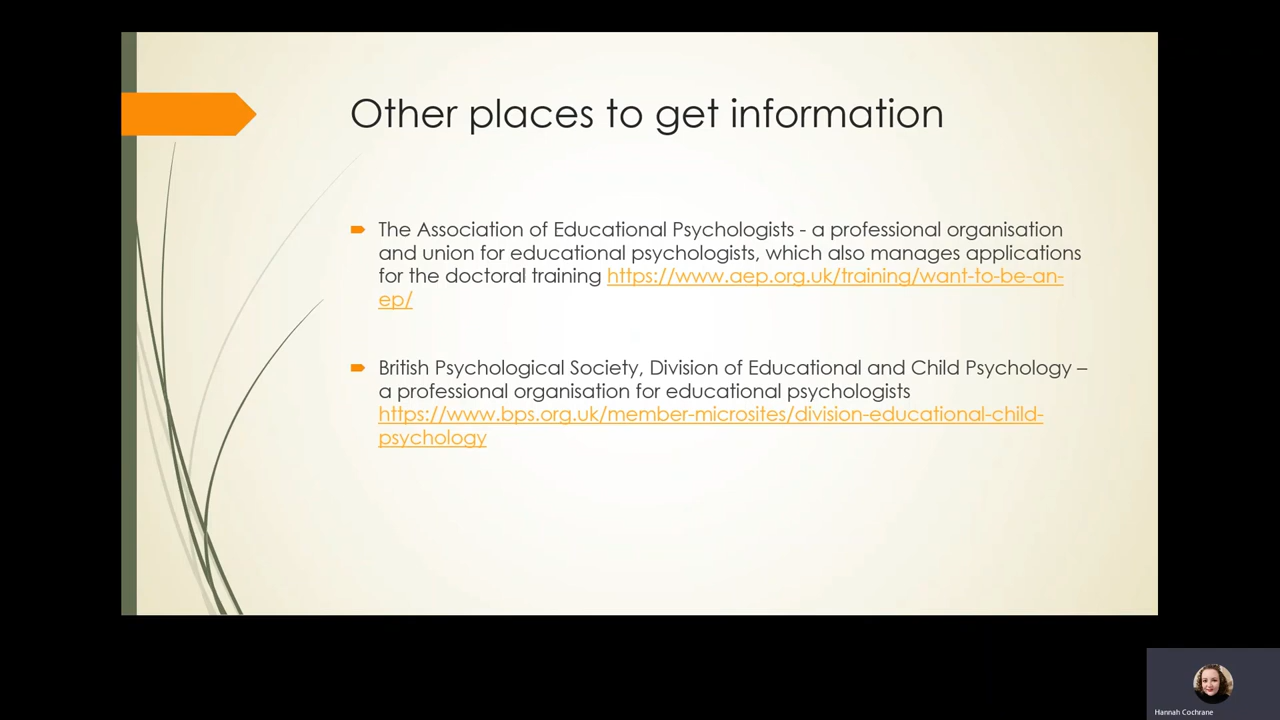 Other places to get information
The Association of Educational Psychologists - a professional organisation
and union for educational psychologists, which also manages applications
for the doctoral training https://www.aep.org.uk/training/want-to-be-an-
ep/
British Psychological Society, Division of Educational and Child Psychology –
a professional organisation for educational psychologists
https://www.bps.org.uk/member-microsites/division-educational-child-
psychology
Hannah Cochrane